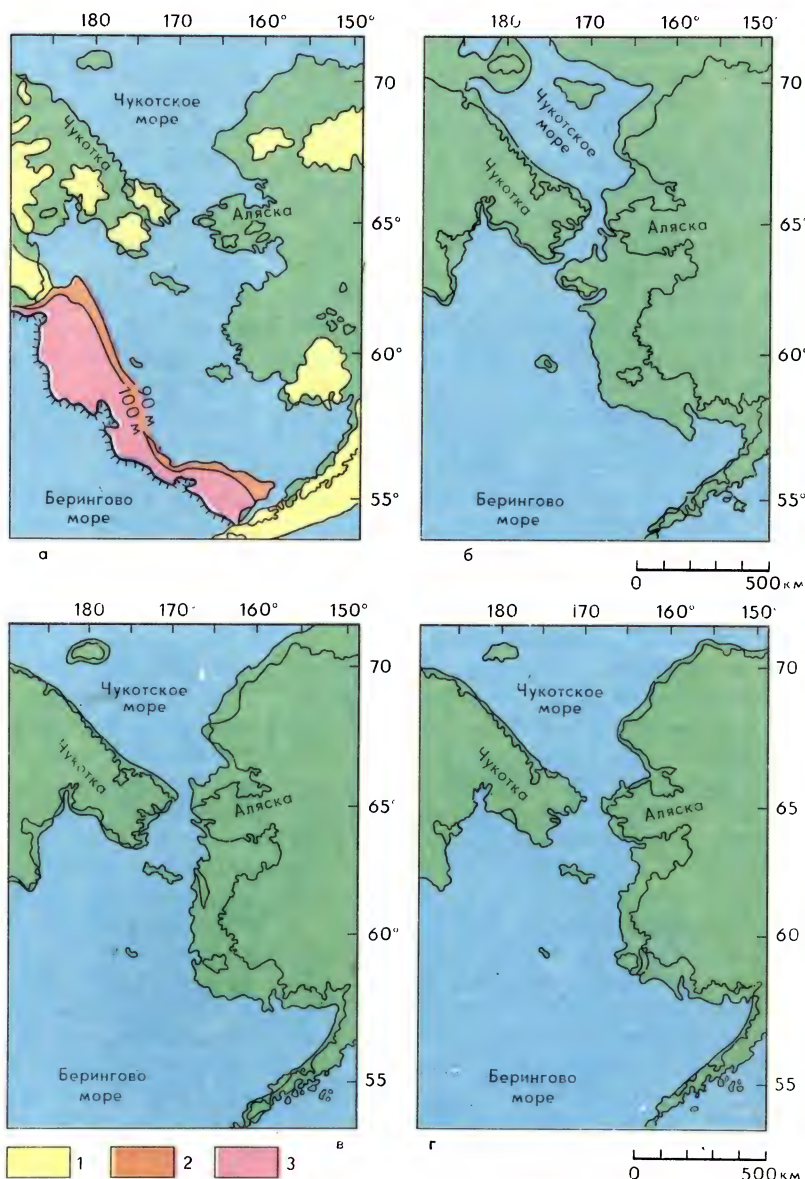 180 170 160° 150°
180 170 160° 150°
Чукотское
море
Чукотка
Аляска
90 м
100 м
Берингово
море
70
65°
60°
55°
а
Чукотское
море
Чукотка
Аляска
Берингово
море
70
65°
60°
55°
б
0 500 км
180 170 160° 150°
180 170 160° 150°
Чукотское
море
Чукотка
Аляска
Берингово
море
70
65°
60°
55
в
Чукотское
море
Чукотка
Аляска
Берингово
море
70
65°
60
55
г
1 2 3
0 500 км